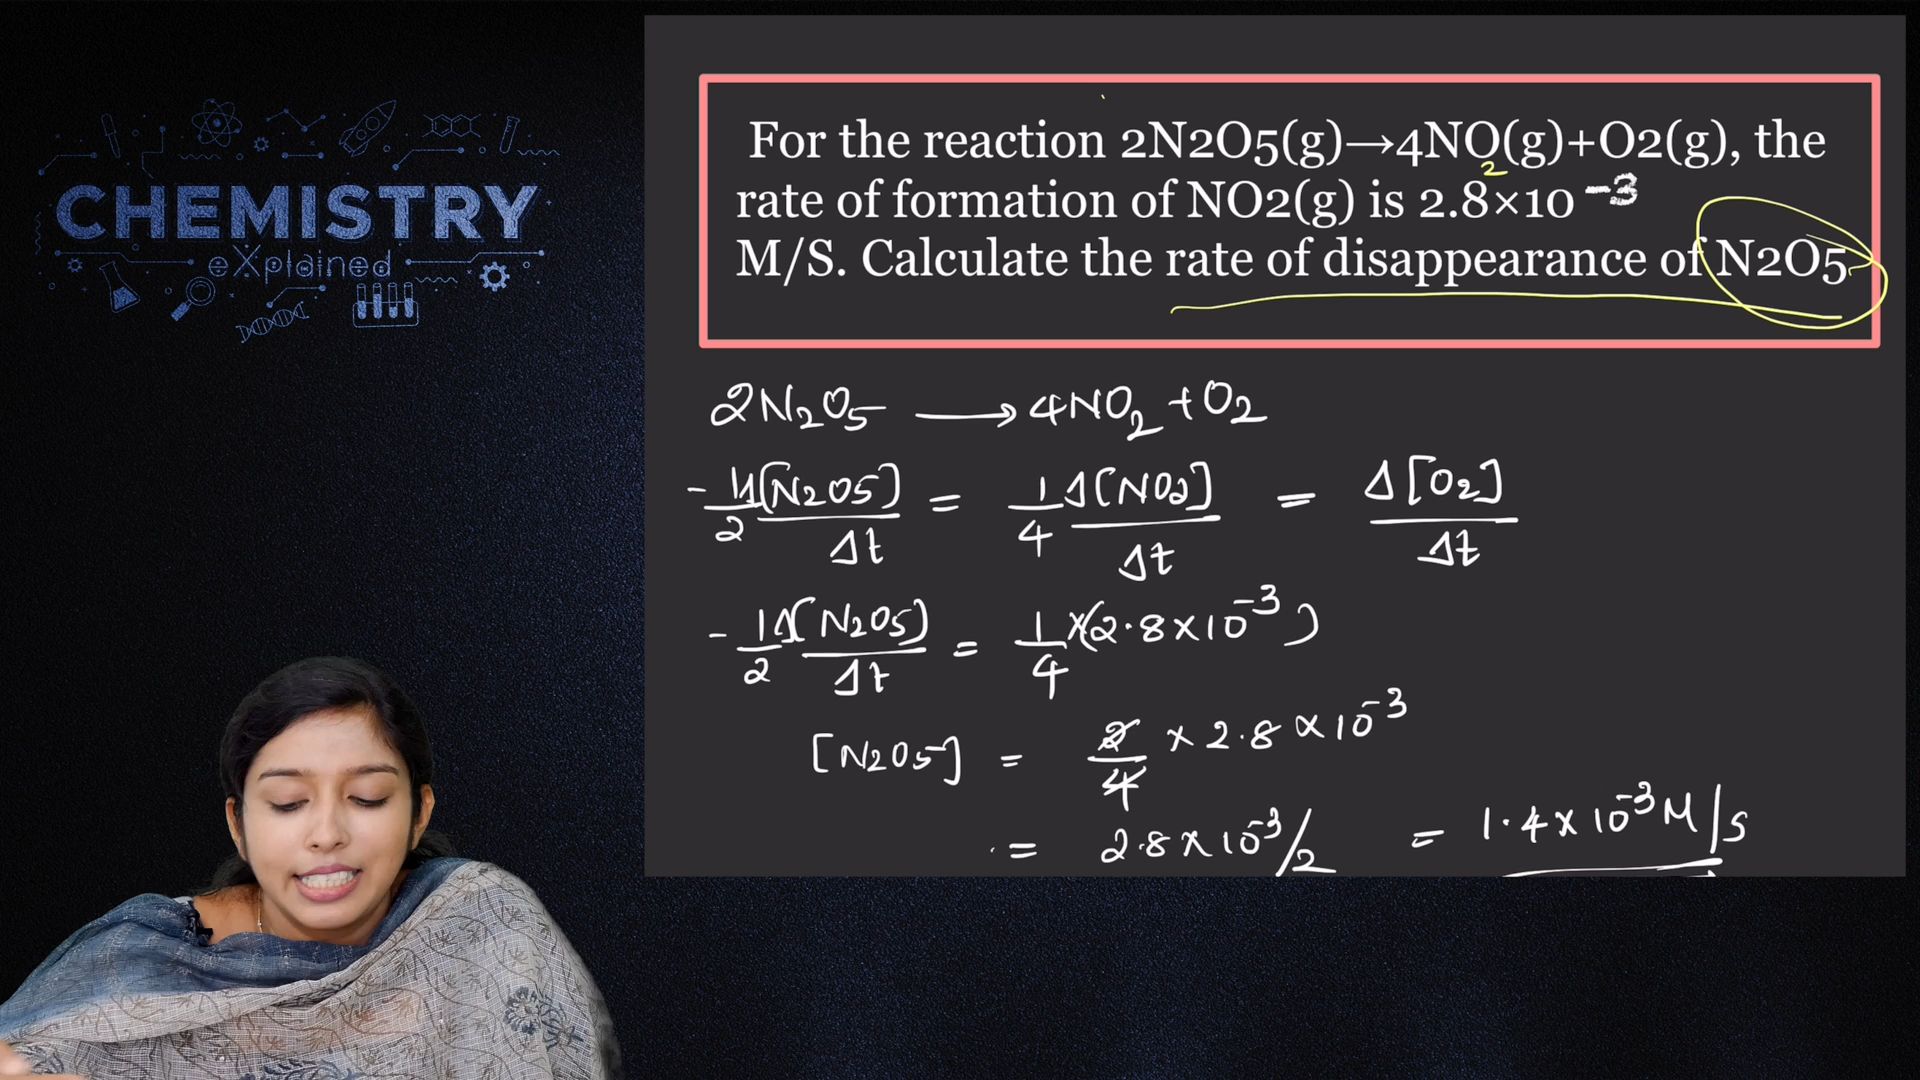 CHEMISTRY
eXplained
For the reaction 2N2O5(g)→4NO2(g)+O2(g), the
rate of formation of NO2(g) is 2.8×10 −3
M/S. Calculate the rate of disappearance of N2O5
2N₂O₅ ⟶ 4NO₂ + O₂
- 1/2 Δ[N₂O5]/Δt = 1/4 Δ[NO2]/Δt = Δ[O₂]/Δt
- 1/2 Δ[N₂O5]/Δt = 1/4 ×(2.8×10⁻³)
[N₂O5] = 2/4 × 2.8 × 10⁻³
= 2.8 × 10⁻³/2 = 1.4 × 10⁻³ M/S